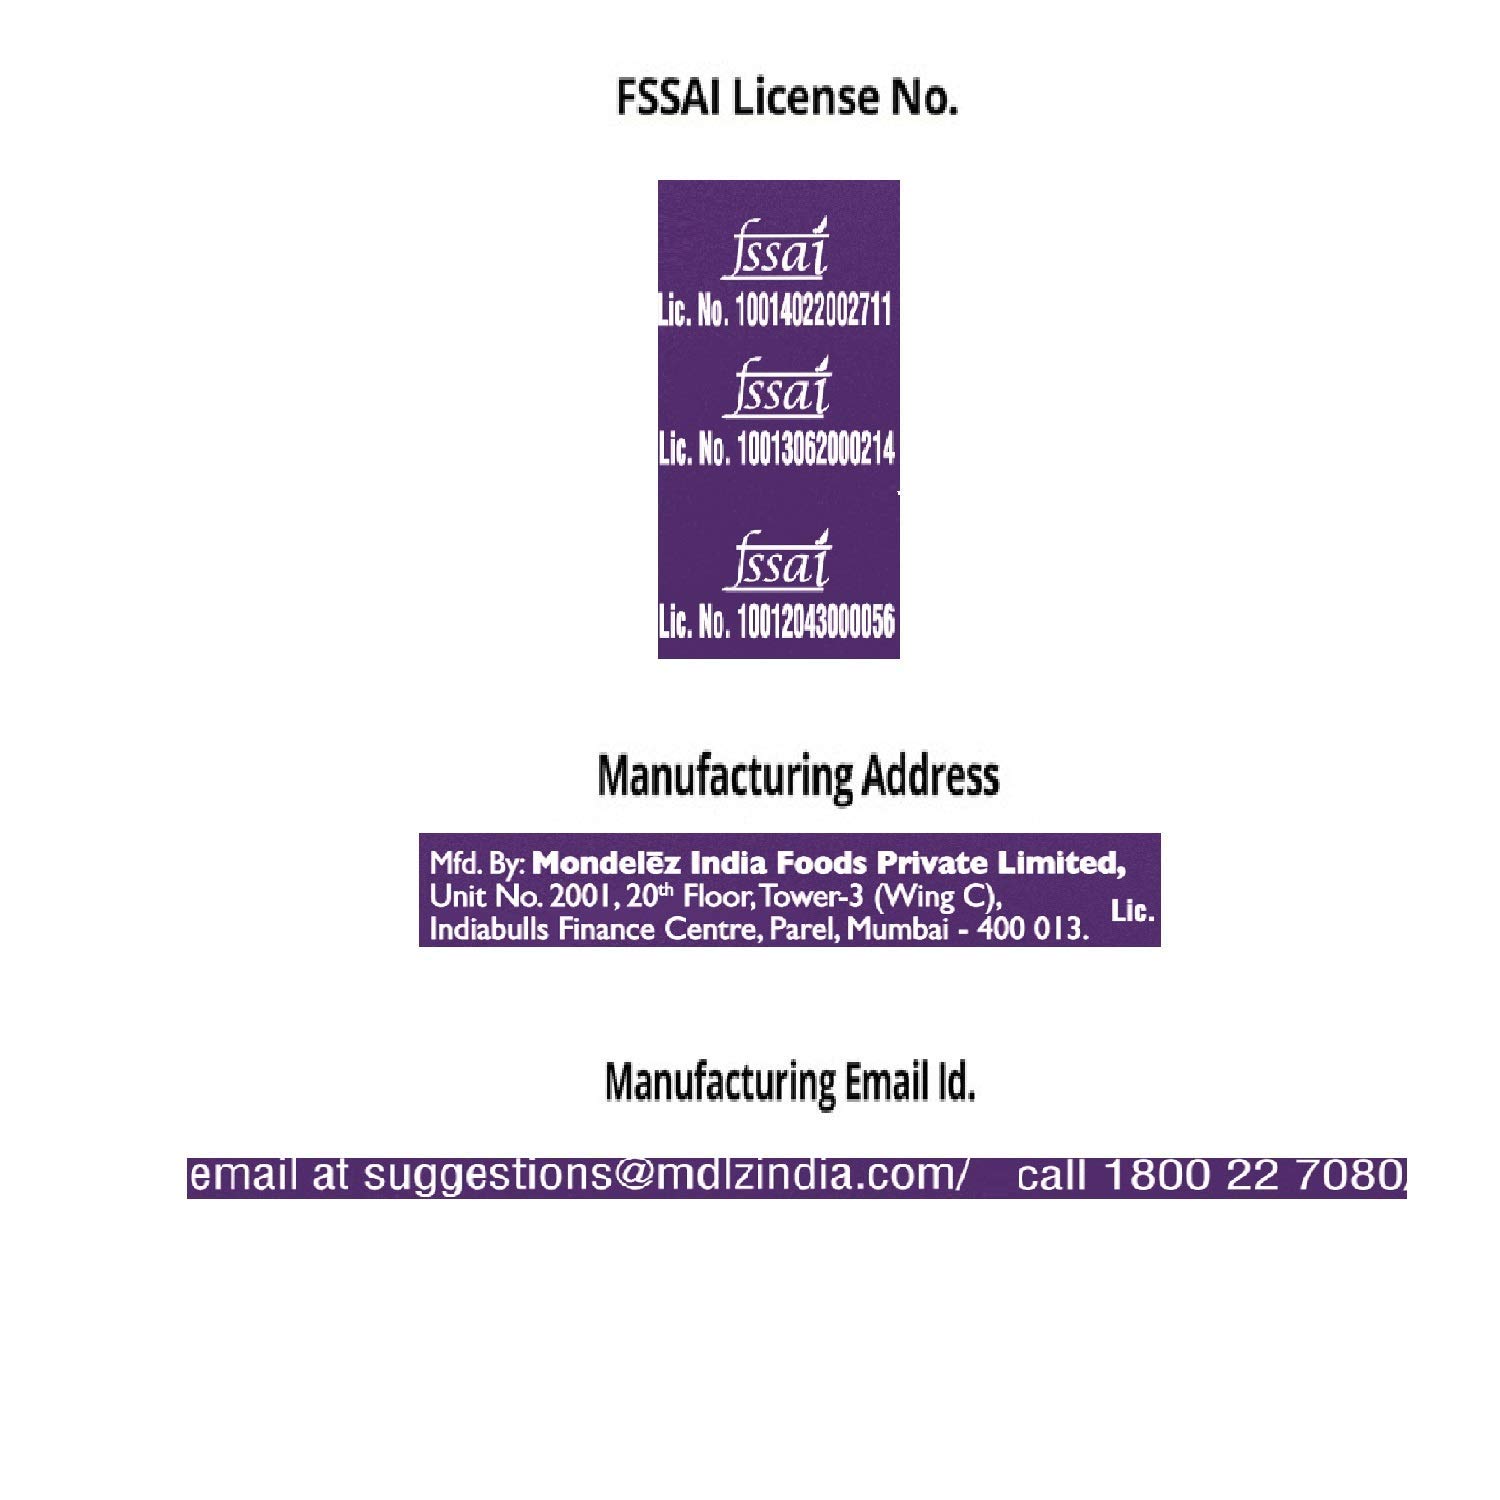 FSSAI License No.
fssai
Lic. No. 10014022002711
fssai
Lic. No. 10013062000214
fssai
Lic. No. 10012043000056
Manufacturing Address
Mfd. By: Mondelēz India Foods Private Limited,
Unit No. 2001, 20th Floor, Tower-3 (Wing C),
Indiabulls Finance Centre, Parel, Mumbai - 400 013.
Lic.
Manufacturing Email Id.
email at suggestions@mdlzindia.com/ call 1800 22 7080/